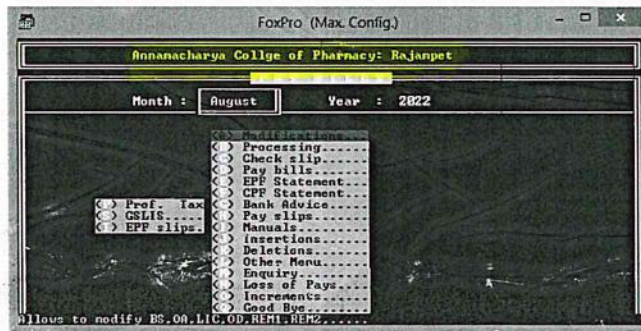 FoxPro (Max. Config.)
Annamacharya Collge of Pharmacy: Rajampet
Month : August Year : 2022
Modifications...
Processing......
Check slip......
Pay bills.......
EPF Statement...
CPF Statement...
Bank Advice.....
Pay slips.......
Manuals.........
Insertions......
Deletions.......
Other Menu......
Enquiry.........
Loss of Pays....
Increments......
Good Bye........
Prof. Tax
GSLIS...
EPF slips.
Allows to modify BS,OA,LIC,OD,REM1,REM2......